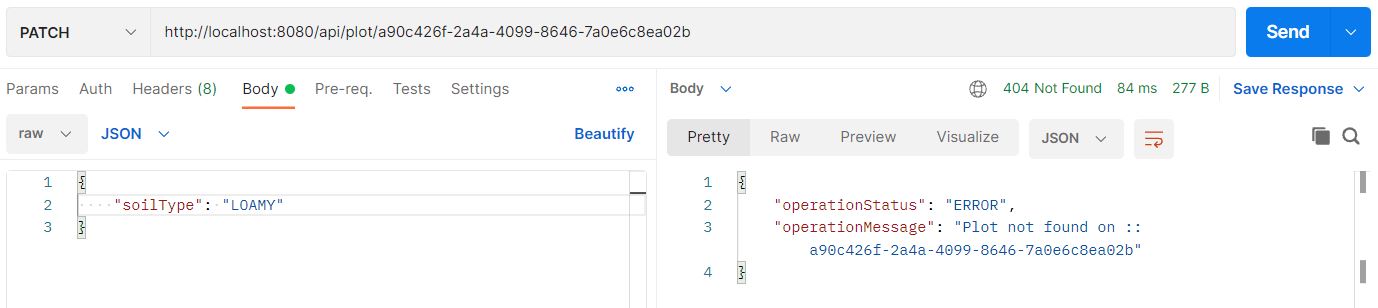 PATCH http://localhost:8080/api/plot/a90c426f-2a4a-4099-8646-7a0e6c8ea02b Send
Params Auth Headers (8) Body Pre-req. Tests Settings
raw JSON Beautify
1 {
2 "soilType": "LOAMY"
3 }
Body 404 Not Found 84 ms 277 B Save Response
Pretty Raw Preview Visualize JSON
1 {
2 "operationStatus": "ERROR",
3 "operationMessage": "Plot not found on ::
a90c426f-2a4a-4099-8646-7a0e6c8ea02b"
4 }